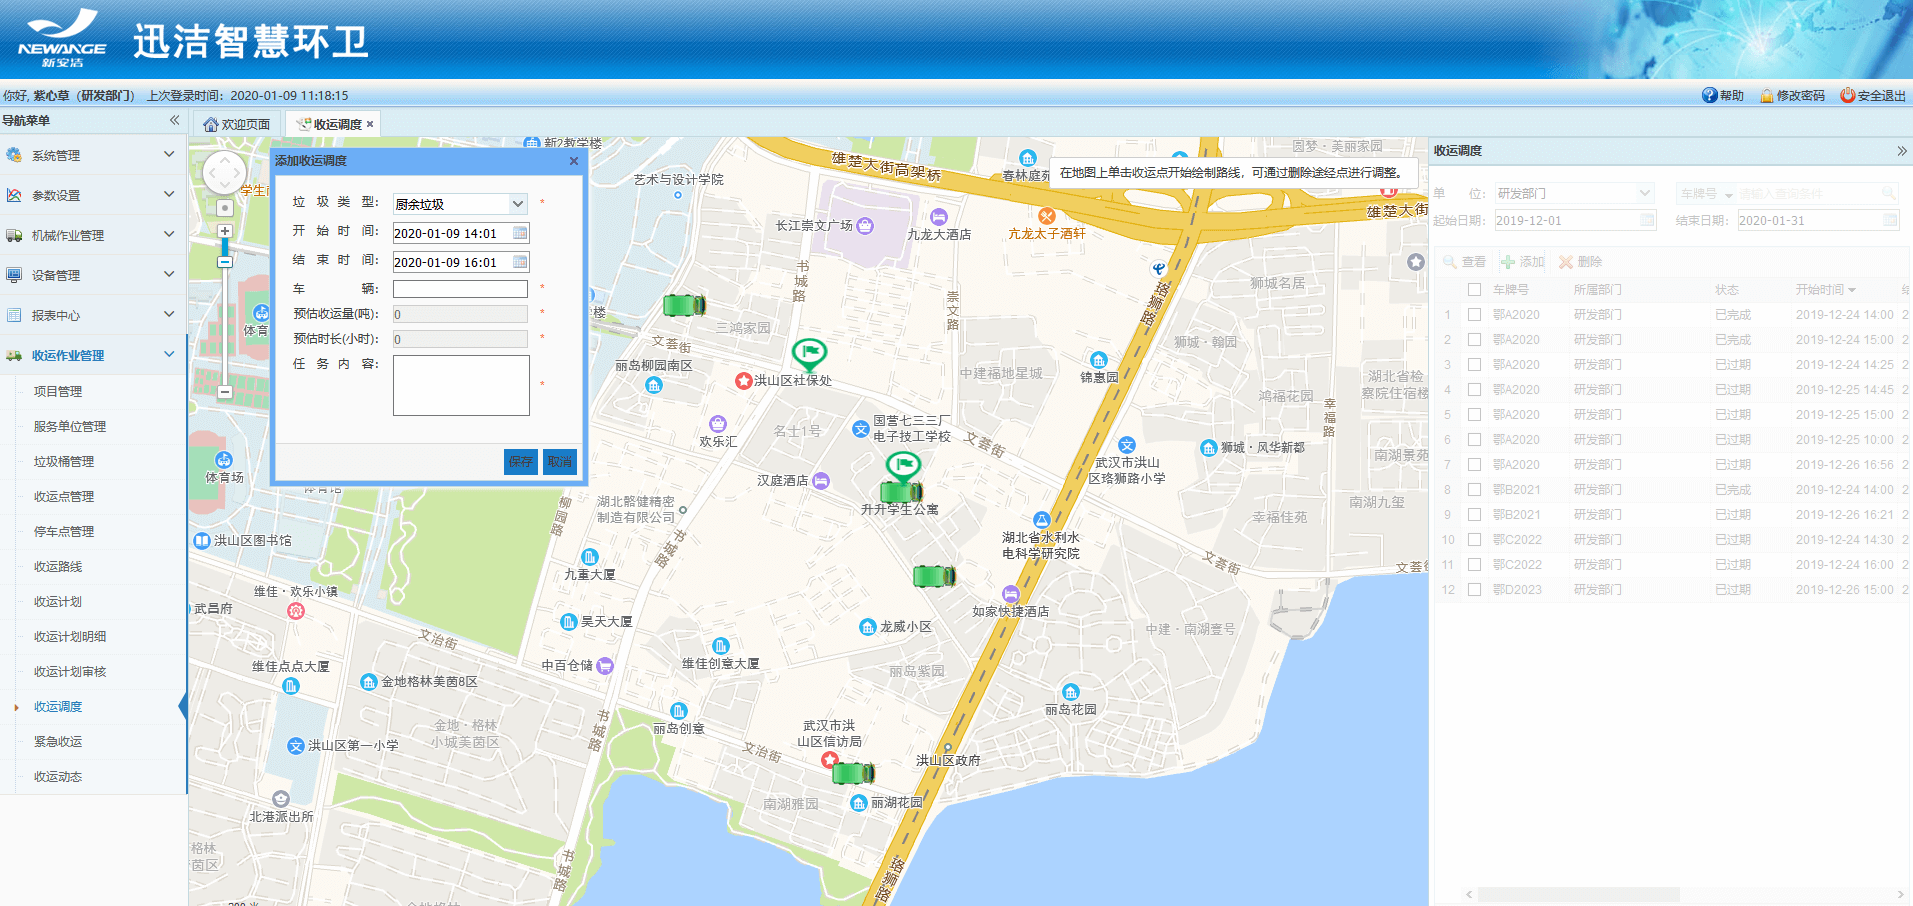 NEWANGE
新安洁
迅洁智慧环卫
你好, 紫心草（研发部门） 上次登录时间：2020-01-09 11:18:15
帮助 修改密码 安全退出
导航菜单
系统管理
参数设置
机械作业管理
设备管理
报表中心
收运作业管理
项目管理
服务单位管理
垃圾桶管理
收运点管理
停车点管理
收运路线
收运计划
收运计划明细
收运计划审核
收运调度
紧急收运
收运动态
欢迎页面 收运调度 ×
添加收运调度
垃圾类型: 厨余垃圾 *
开始时间: 2020-01-09 14:01
结束时间: 2020-01-09 16:01
车辆: *
预估收运量(吨): 0 *
预估时长(小时): 0 *
任务内容: *
保存 取消
在地图上单击收运点开始绘制路线，可通过删除途经点进行调整。
新2教学楼
艺术与设计学院
雄楚大街高架桥
春林庭苑
圆梦·美丽家园
雄楚大街
长江崇文广场
九龙大酒店
亢龙太子酒轩
学生
书城路
崇文路
珞狮路
狮城名居
体育
楼
三鸿家园
文荟街
丽岛柳园南区
洪山区社保处
中建福地星城
锦惠园
狮城·翰园
湖北省检
察院住宿楼
鸿福花园
幸福路
欢乐汇
名士1号
国营七三三厂
电子技工学校
文荟街
武汉市洪山
区珞狮路小学
狮城·风华新都
南湖景苑
体育场
体育馆
汉庭酒店
湖北骼健精密
制造有限公司
升升学生公寓
柳园路
书城路
南湖九玺
幸福佳苑
洪山区图书馆
湖北省水利水
电科学研究院
九重大厦
文荟街
文荟街
维佳·欢乐小镇
武昌府
如家快捷酒店
昊天大厦
龙威小区
中建·南湖壹号
文治街
维佳点点大厦
中百仓储
维佳创意大厦
丽岛紫园
金地格林美茵8区
丽岛花园
丽岛创意
金地·格林
小城美茵区
书城路
武汉市洪
山区信访局
洪山区第一小学
文治街
洪山区政府
南湖雅园
丽湖花园
北港派出所
格林
茵区
书城路
珞狮路
收运调度
单位: 研发部门 车牌号 请输入查询条件
起始日期: 2019-12-01 结束日期: 2020-01-31
查看 添加 删除
车牌号 所属部门 状态 开始时间
1 鄂A2020 研发部门 已完成 2019-12-24 14:00 2
2 鄂A2020 研发部门 已完成 2019-12-24 15:00 2
3 鄂A2020 研发部门 已过期 2019-12-24 14:25 2
4 鄂A2020 研发部门 已过期 2019-12-25 14:45 2
5 鄂A2020 研发部门 已过期 2019-12-25 15:00 2
6 鄂A2020 研发部门 已过期 2019-12-25 10:00 2
7 鄂A2020 研发部门 已过期 2019-12-26 16:56 2
8 鄂B2021 研发部门 已完成 2019-12-24 14:00 2
9 鄂B2021 研发部门 已过期 2019-12-26 16:21 2
10 鄂C2022 研发部门 已过期 2019-12-24 14:30 2
11 鄂C2022 研发部门 已过期 2019-12-24 16:00 2
12 鄂D2023 研发部门 已过期 2019-12-26 15:00 2